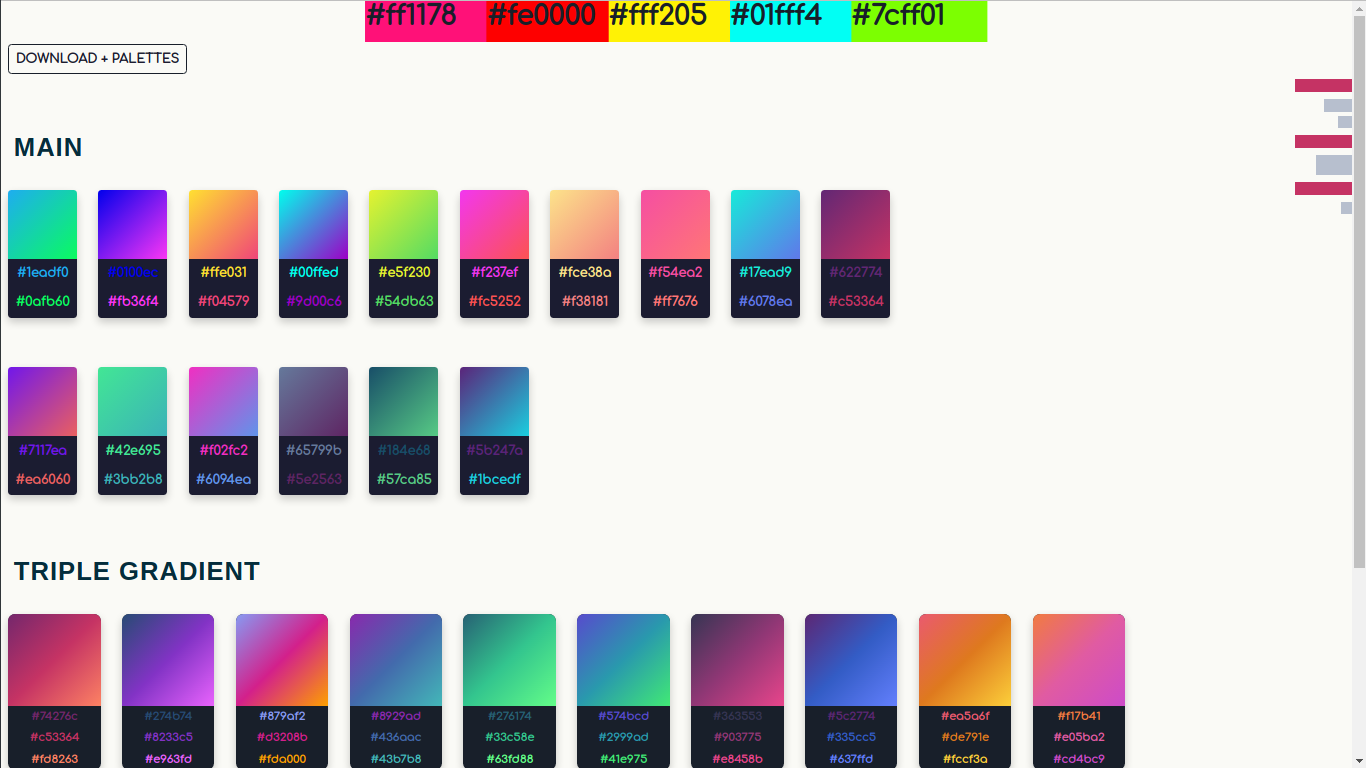 #ff1178 #fe0000 #fff205 #01fff4 #7cff01
DOWNLOAD + PALETTES
MAIN
#1eadf0 #0100ec #ffe031 #00ffed #e5f230 #f237ef #fce38a #f54ea2 #17ead9 #622774
#0afb60 #fb36f4 #f04579 #9d00c6 #54db63 #fc5252 #f38181 #ff7676 #6078ea #c53364
#7117ea #42e695 #f02fc2 #65799b #184e68 #5b247a
#ea6060 #3bb2b8 #6094ea #5e2563 #57ca85 #1bcedf
TRIPLE GRADIENT
#74276c #274b74 #879af2 #8929ad #276174 #574bcd #363553 #5c2774 #ea5a6f #f17b41
#c53364 #8233c5 #d3208b #436aac #33c58e #2999ad #903775 #335cc5 #de791e #e05ba2
#fd8263 #e963fd #fda000 #43b7b8 #63fd88 #41e975 #e8458b #637ffd #fccf3a #cd4bc9